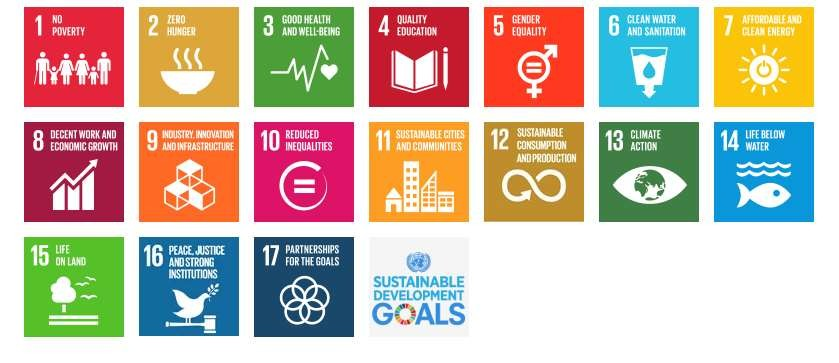 1 NO
POVERTY
2 ZERO
HUNGER
3 GOOD HEALTH
AND WELL-BEING
4 QUALITY
EDUCATION
5 GENDER
EQUALITY
6 CLEAN WATER
AND SANITATION
7 AFFORDABLE AND
CLEAN ENERGY
8 DECENT WORK AND
ECONOMIC GROWTH
9 INDUSTRY, INNOVATION
AND INFRASTRUCTURE
10 REDUCED
INEQUALITIES
11 SUSTAINABLE CITIES
AND COMMUNITIES
12 SUSTAINABLE
CONSUMPTION
AND PRODUCTION
13 CLIMATE
ACTION
14 LIFE BELOW
WATER
15 LIFE
ON LAND
16 PEACE, JUSTICE
AND STRONG
INSTITUTIONS
17 PARTNERSHIPS
FOR THE GOALS
SUSTAINABLE
DEVELOPMENT
GOALS